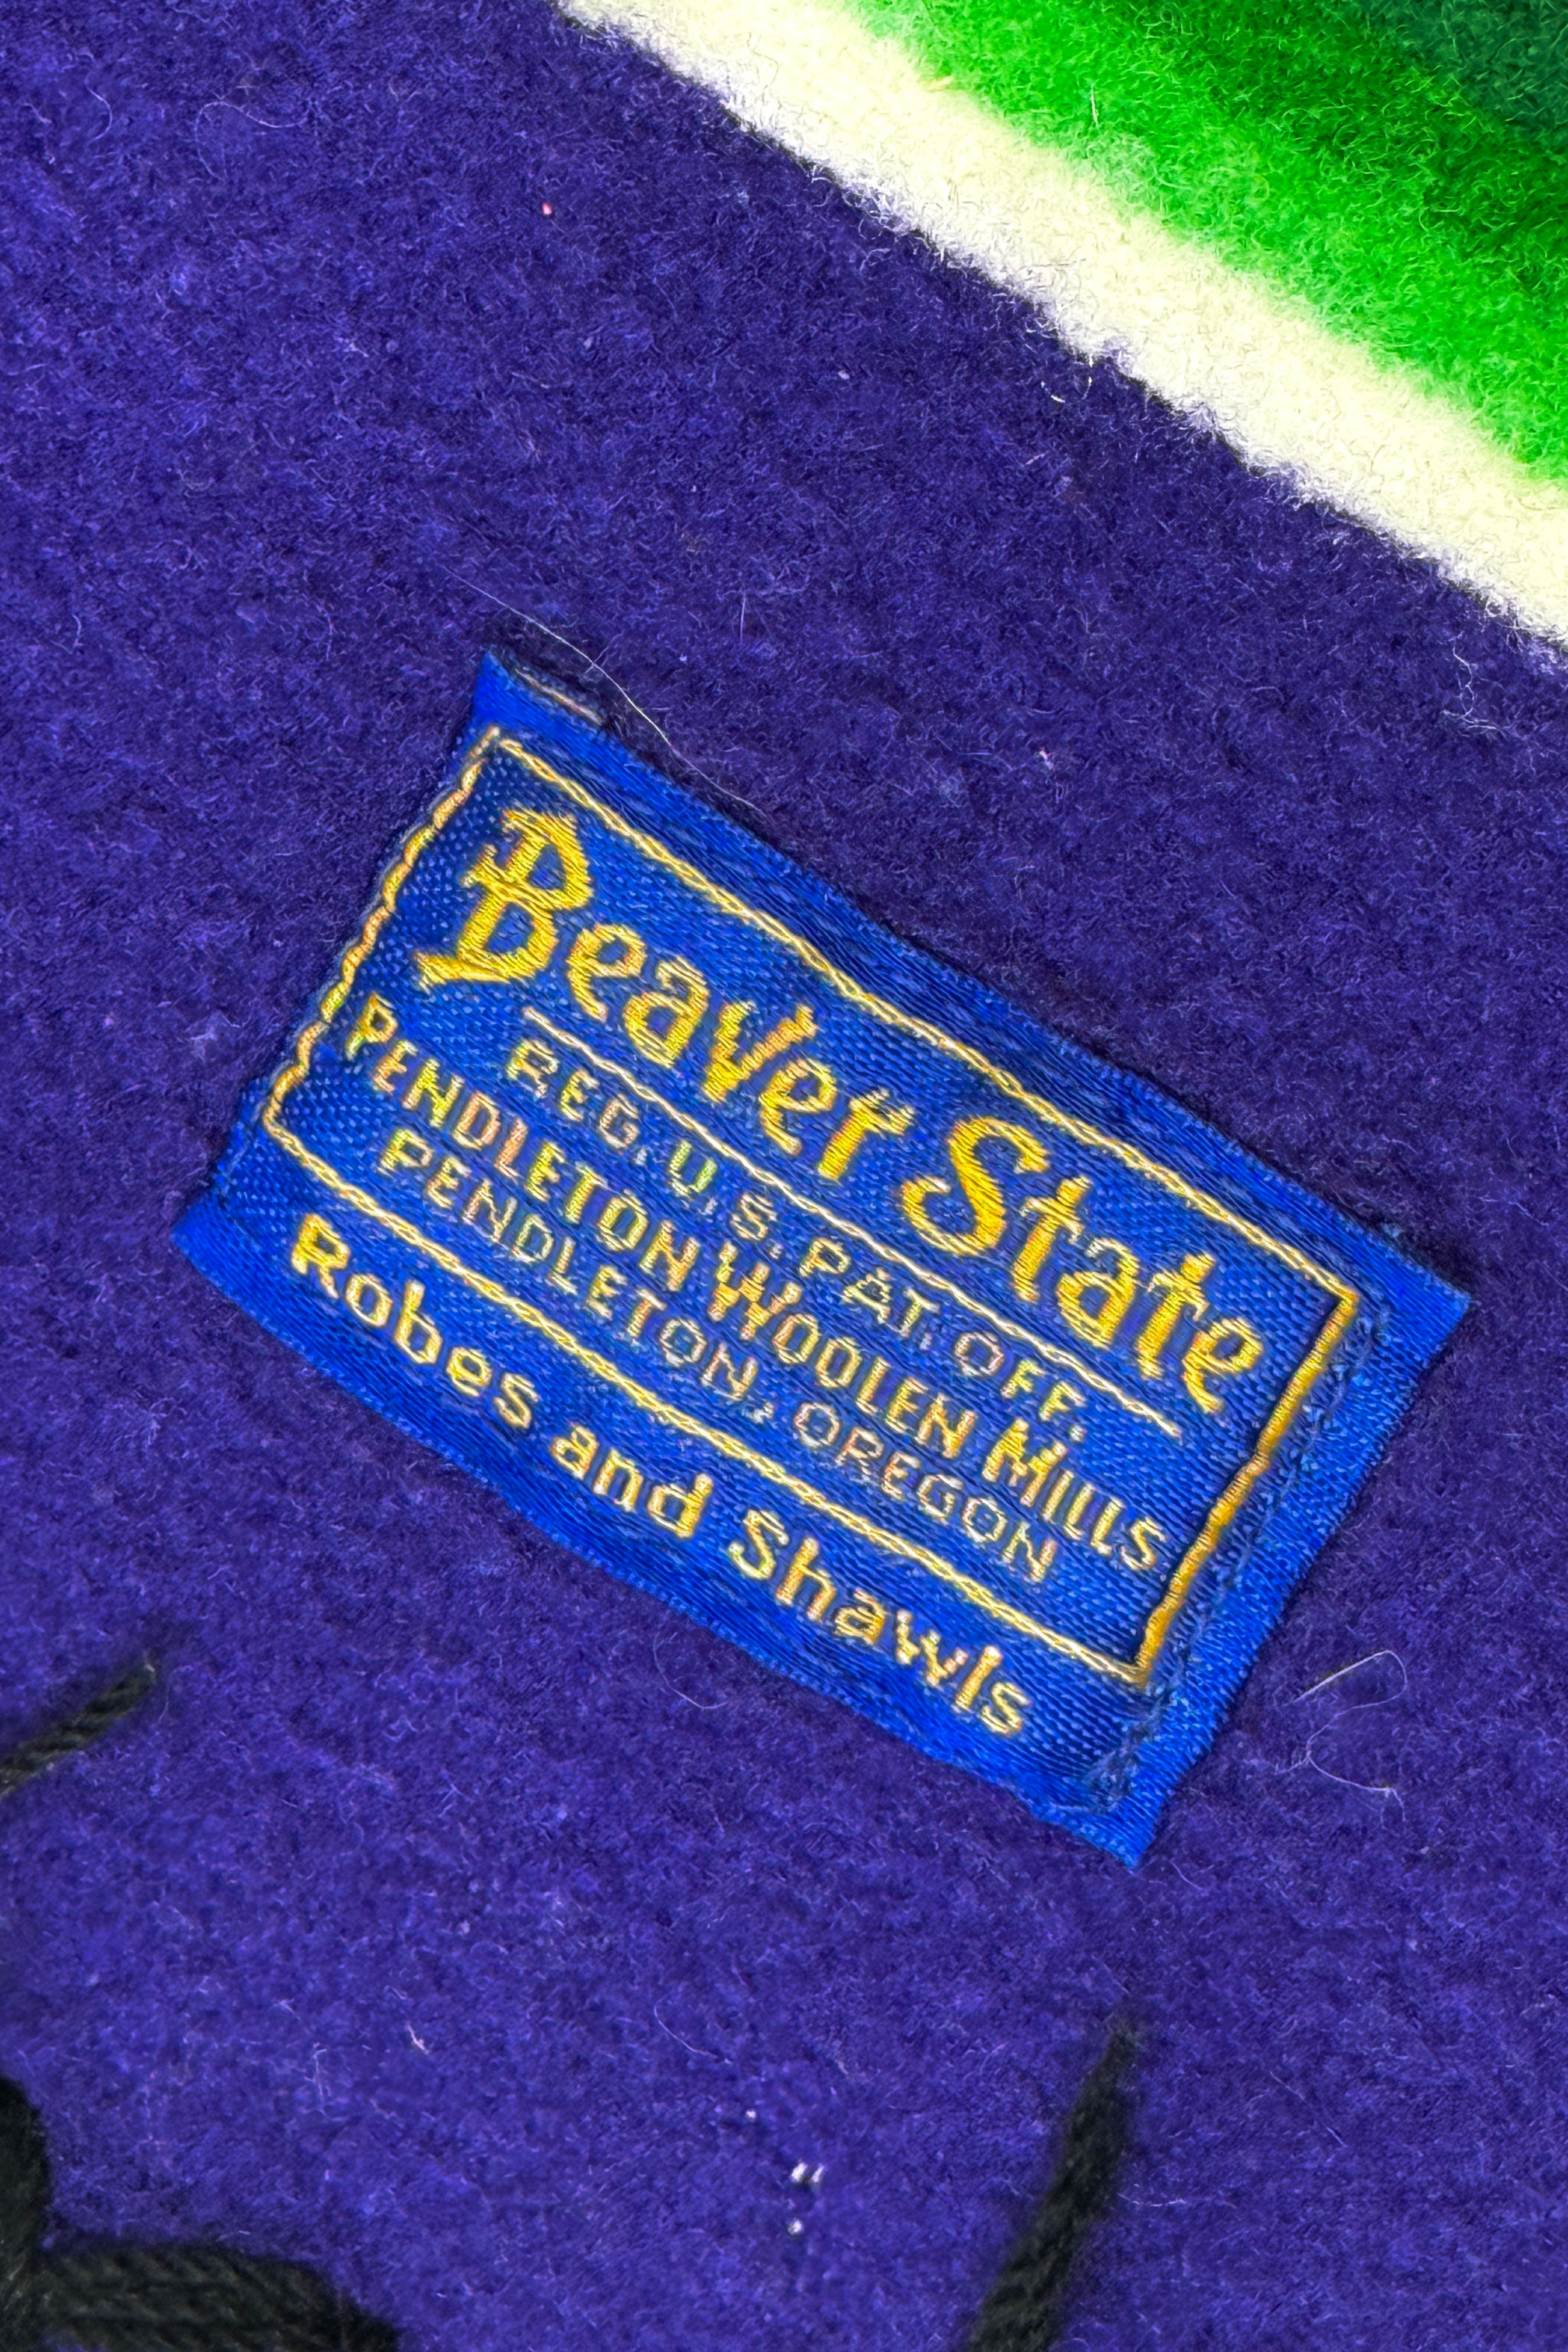 Beaver State
REG. U.S. PAT. OFF.
PENDLETON WOOLEN MILLS
PENDLETON, OREGON
Robes and Shawls